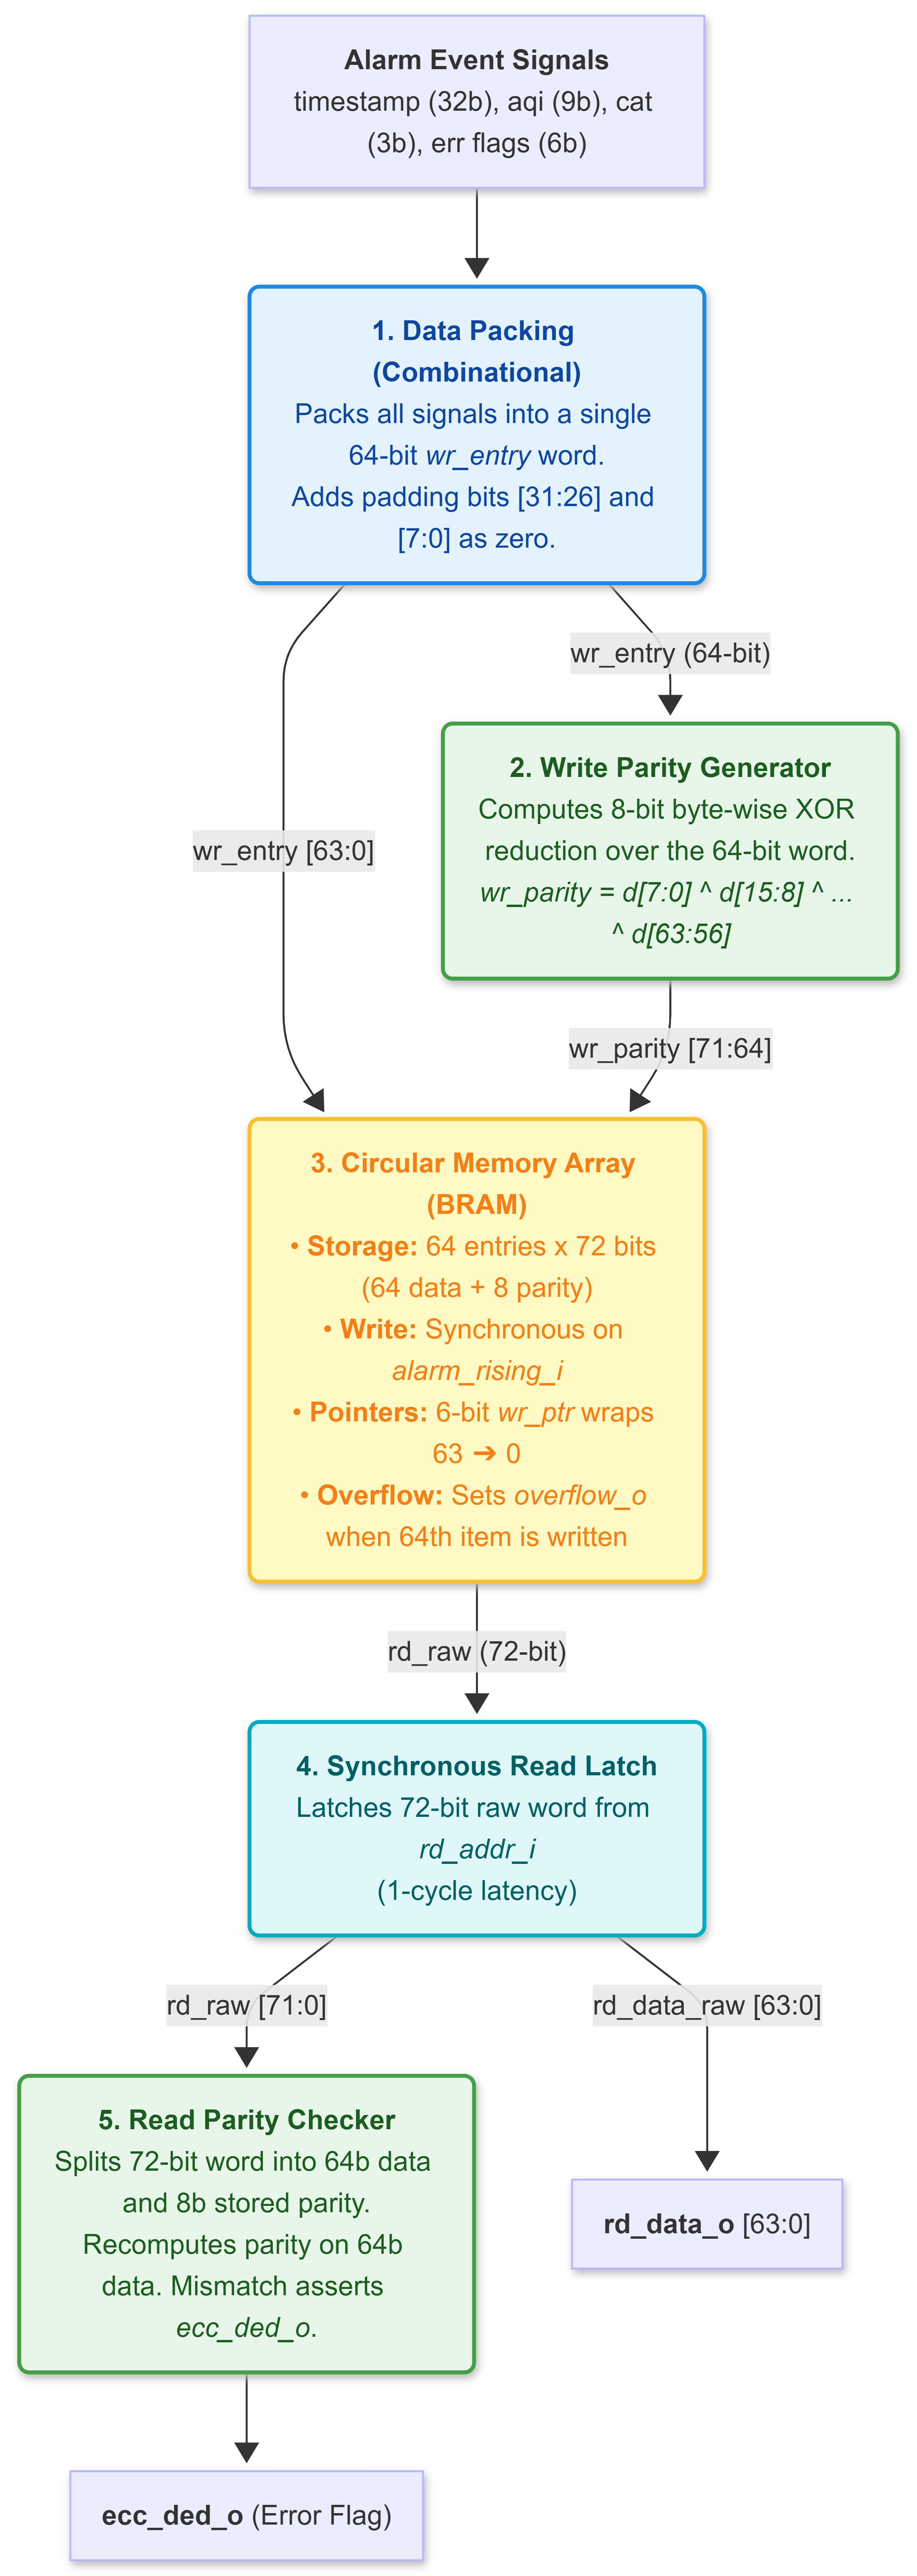 Alarm Event Signals
timestamp (32b), aqi (9b), cat
(3b), err flags (6b)
1. Data Packing
(Combinational)
Packs all signals into a single
64-bit wr_entry word.
Adds padding bits [31:26] and
[7:0] as zero.
wr_entry (64-bit)
2. Write Parity Generator
Computes 8-bit byte-wise XOR
reduction over the 64-bit word.
wr_parity = d[7:0] ^ d[15:8] ^ ...
^ d[63:56]
wr_entry [63:0]
wr_parity [71:64]
3. Circular Memory Array
(BRAM)
• Storage: 64 entries x 72 bits
(64 data + 8 parity)
• Write: Synchronous on
alarm_rising_i
• Pointers: 6-bit wr_ptr wraps
63 ➔ 0
• Overflow: Sets overflow_o
when 64th item is written
rd_raw (72-bit)
4. Synchronous Read Latch
Latches 72-bit raw word from
rd_addr_i
(1-cycle latency)
rd_raw [71:0]
rd_data_raw [63:0]
5. Read Parity Checker
Splits 72-bit word into 64b data
and 8b stored parity.
Recomputes parity on 64b
data. Mismatch asserts
ecc_ded_o.
rd_data_o [63:0]
ecc_ded_o (Error Flag)